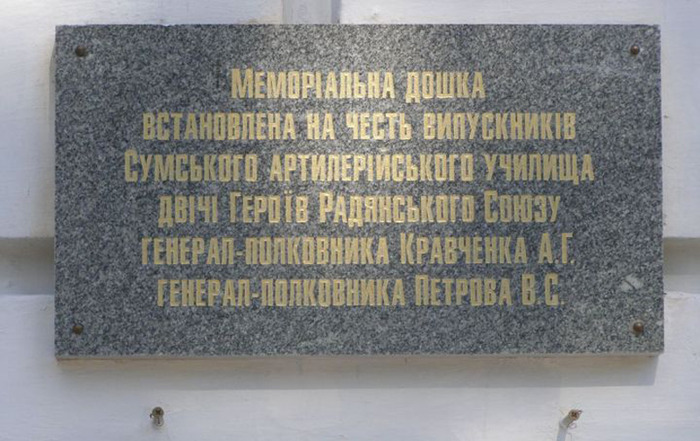 Меморіальна дошка
встановлена на честь випускників
Сумського артилерійського училища
двічі Героїв Радянського Союзу
генерал-полковника Кравченка А.Г.
генерал-полковника Петрова В.С.